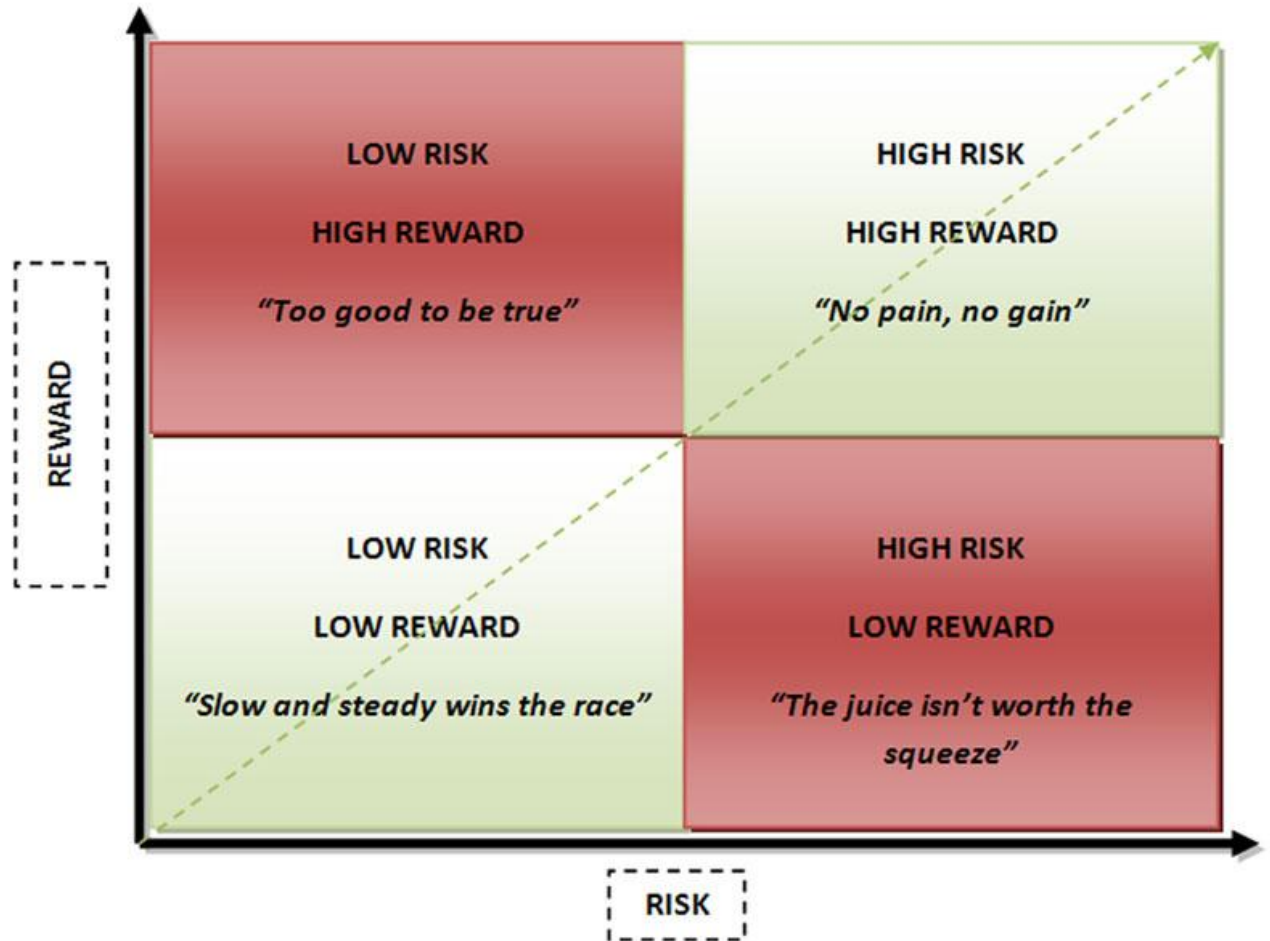 LOW RISK
HIGH REWARD
“Too good to be true”
HIGH RISK
HIGH REWARD
“No pain, no gain”
REWARD
LOW RISK
LOW REWARD
“Slow and steady wins the race”
HIGH RISK
LOW REWARD
“The juice isn’t worth the
squeeze”
RISK